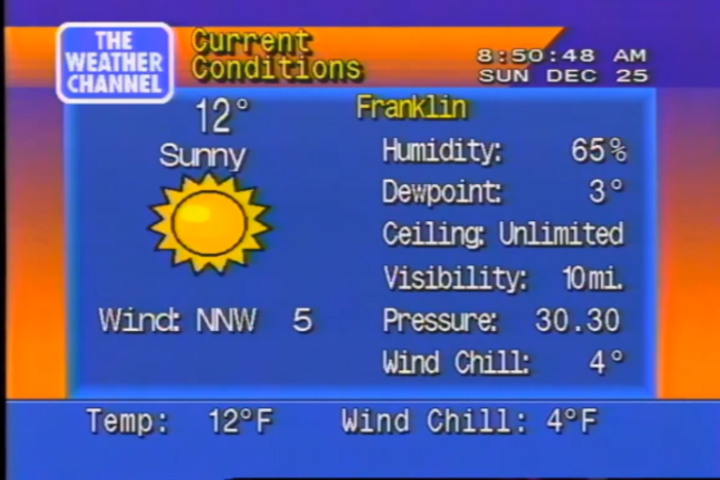 THE
WEATHER
CHANNEL
Current
Conditions
8:50:48 AM
SUN DEC 25
12°
Sunny
Wind: NNW 5
Franklin
Humidity: 65%
Dewpoint: 3°
Ceiling: Unlimited
Visibility: 10mi.
Pressure: 30.30
Wind Chill: 4°
Temp: 12°F Wind Chill: 4°F